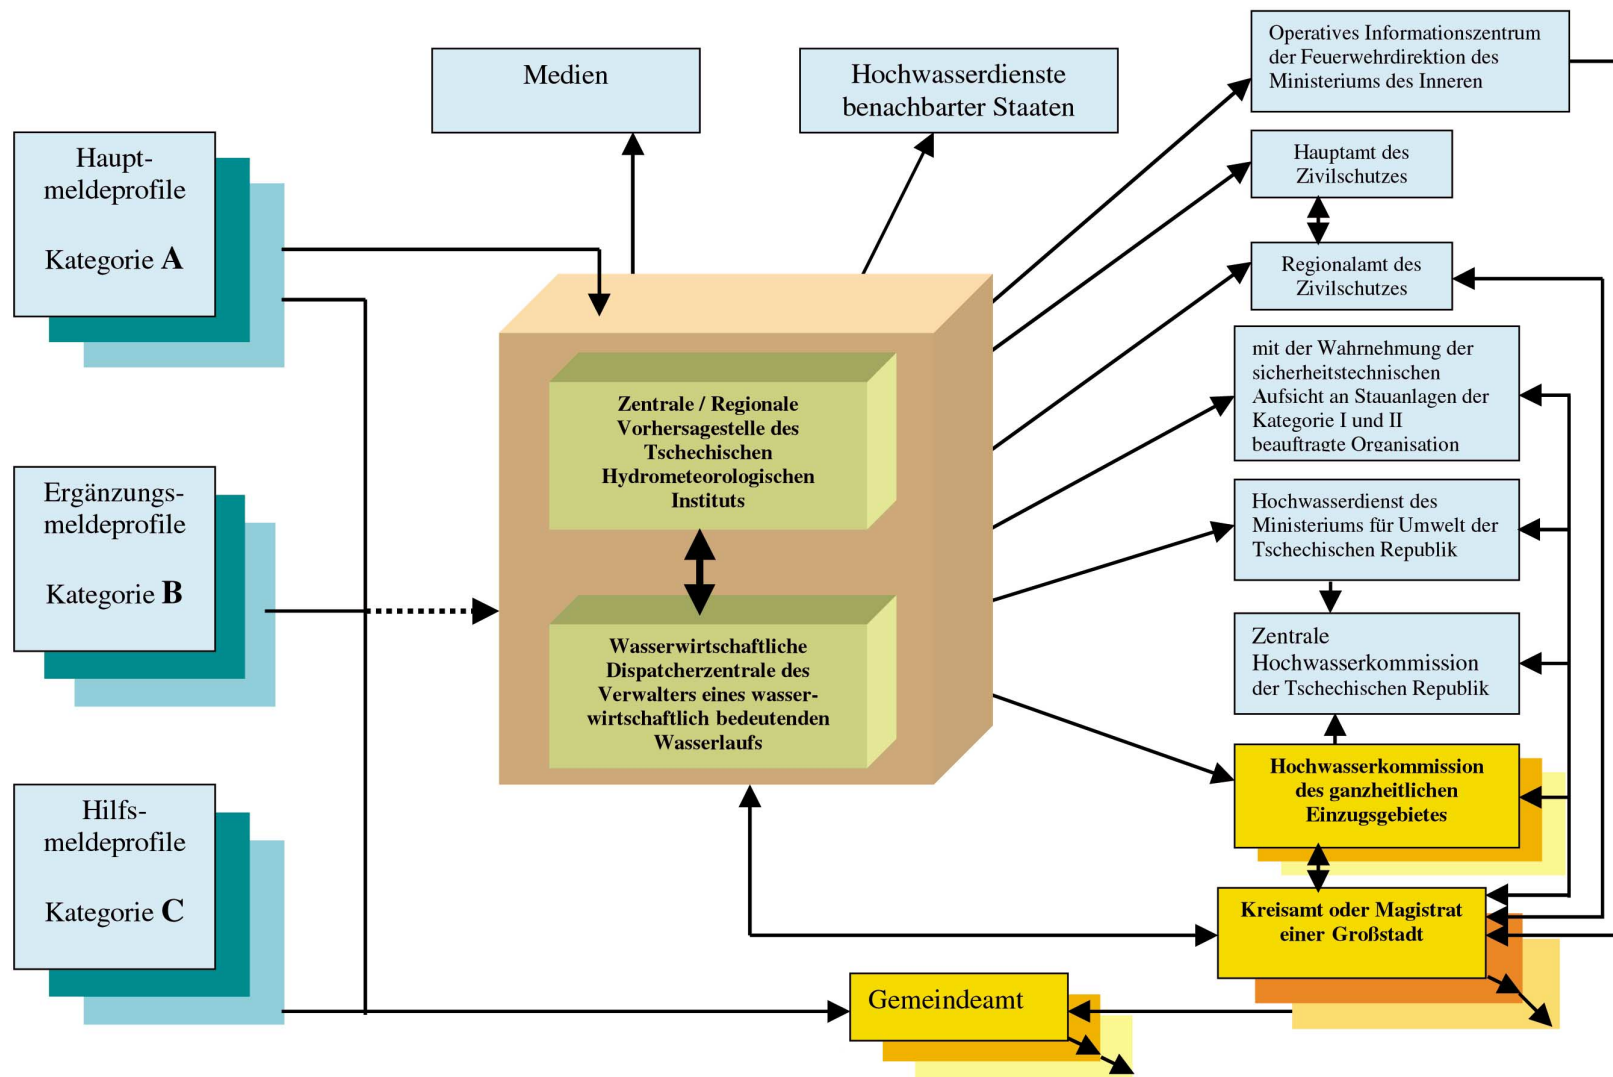 Medien
Hochwasserdienste
benachbarter Staaten
Operatives Informationszentrum
der Feuerwehrdirektion des
Ministeriums des Inneren
Haupt-
meldeprofile
Kategorie A
Hauptamt des
Zivilschutzes
Regionalamt des
Zivilschutzes
mit der Wahrnehmung der
sicherheitstechnischen
Aufsicht an Stauanlagen der
Kategorie I und II
beauftragte Organisation
Zentrale / Regionale
Vorhersagestelle des
Tschechischen
Hydrometeorologischen
Instituts
Ergänzungs-
meldeprofile
Kategorie B
Hochwasserdienst des
Ministeriums für Umwelt der
Tschechischen Republik
Wasserwirtschaftliche
Dispatcherzentrale des
Verwalters eines wasser-
wirtschaftlich bedeutenden
Wasserlaufs
Zentrale
Hochwasserkommission
der Tschechischen Republik
Hochwasserkommission
des ganzheitlichen
Einzugsgebietes
Hilfs-
meldeprofile
Kategorie C
Kreisamt oder Magistrat
einer Großstadt
Gemeindeamt